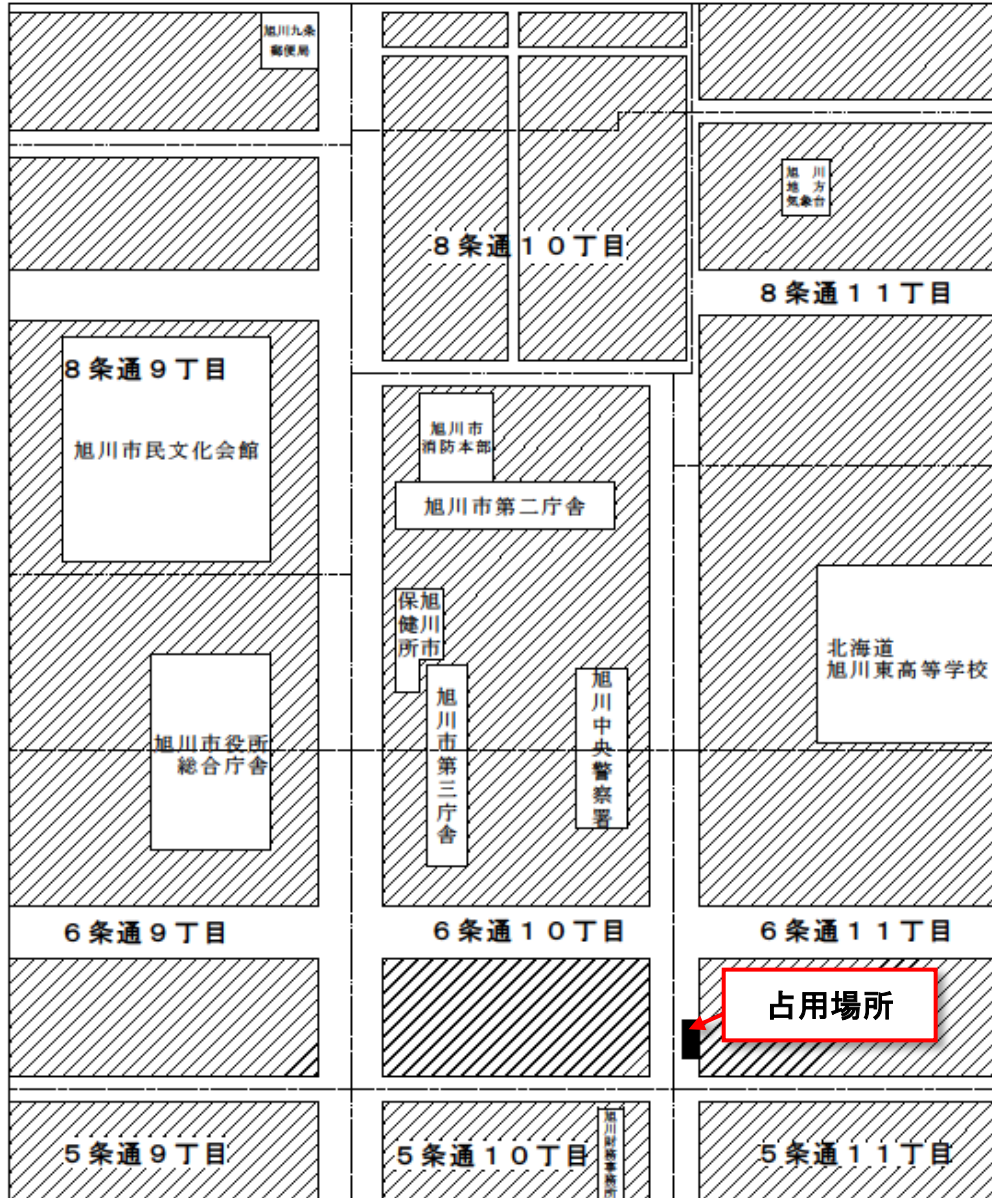 旭川九条
郵便局
旭川
地方
気象台
8条通10丁目
8条通11丁目
8条通9丁目
旭川市民文化会館
旭川市
消防本部
旭川市第二庁舎
旭川市
保健所
北海道
旭川東高等学校
旭川市第三庁舎
旭川中央警察署
旭川市役所
総合庁舎
6条通9丁目
6条通10丁目
6条通11丁目
占用場所
5条通9丁目
5条通10丁目
旭川財務事務所
5条通11丁目